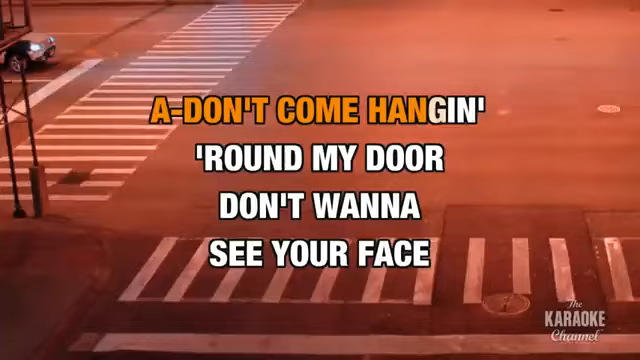 A-DON'T COME HANGIN'
'ROUND MY DOOR
DON'T WANNA
SEE YOUR FACE
The
KARAOKE
Channel